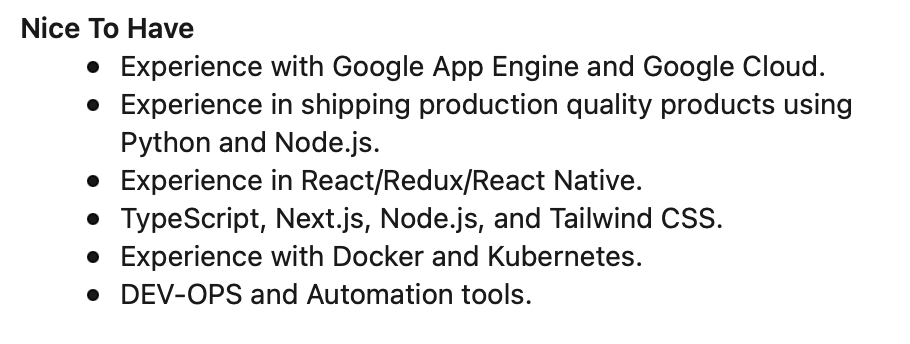 Nice To Have
• Experience with Google App Engine and Google Cloud.
• Experience in shipping production quality products using
Python and Node.js.
• Experience in React/Redux/React Native.
• TypeScript, Next.js, Node.js, and Tailwind CSS.
• Experience with Docker and Kubernetes.
• DEV-OPS and Automation tools.